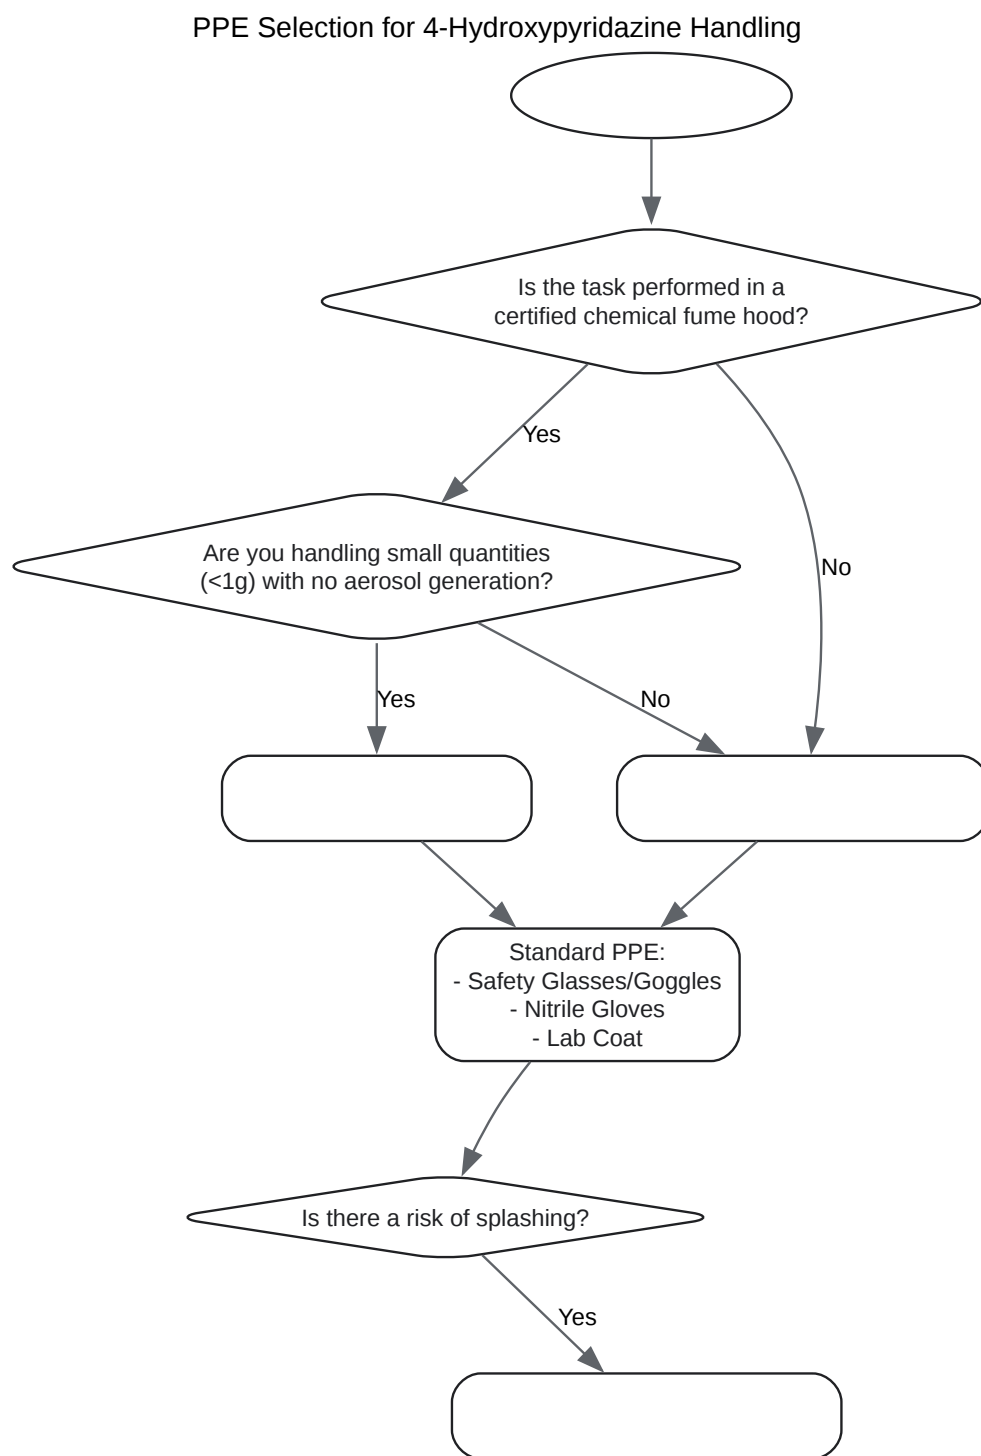 PPE Selection for 4-Hydroxypyridazine Handling
Is the task performed in a
certified chemical fume hood?
Yes
Are you handling small quantities
(<1g) with no aerosol generation?
No
Yes
No
Standard PPE:
- Safety Glasses/Goggles
- Nitrile Gloves
- Lab Coat
Is there a risk of splashing?
Yes